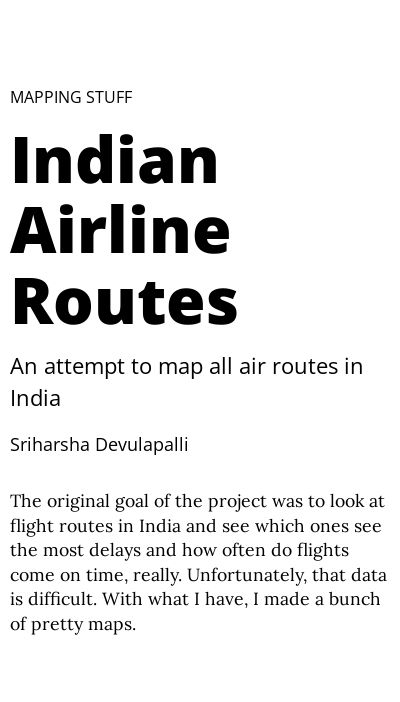 MAPPING STUFF
Indian
Airline
Routes
An attempt to map all air routes in
India
Sriharsha Devulapalli
The original goal of the project was to look at
flight routes in India and see which ones see
the most delays and how often do flights
come on time, really. Unfortunately, that data
is difficult. With what I have, I made a bunch
of pretty maps.